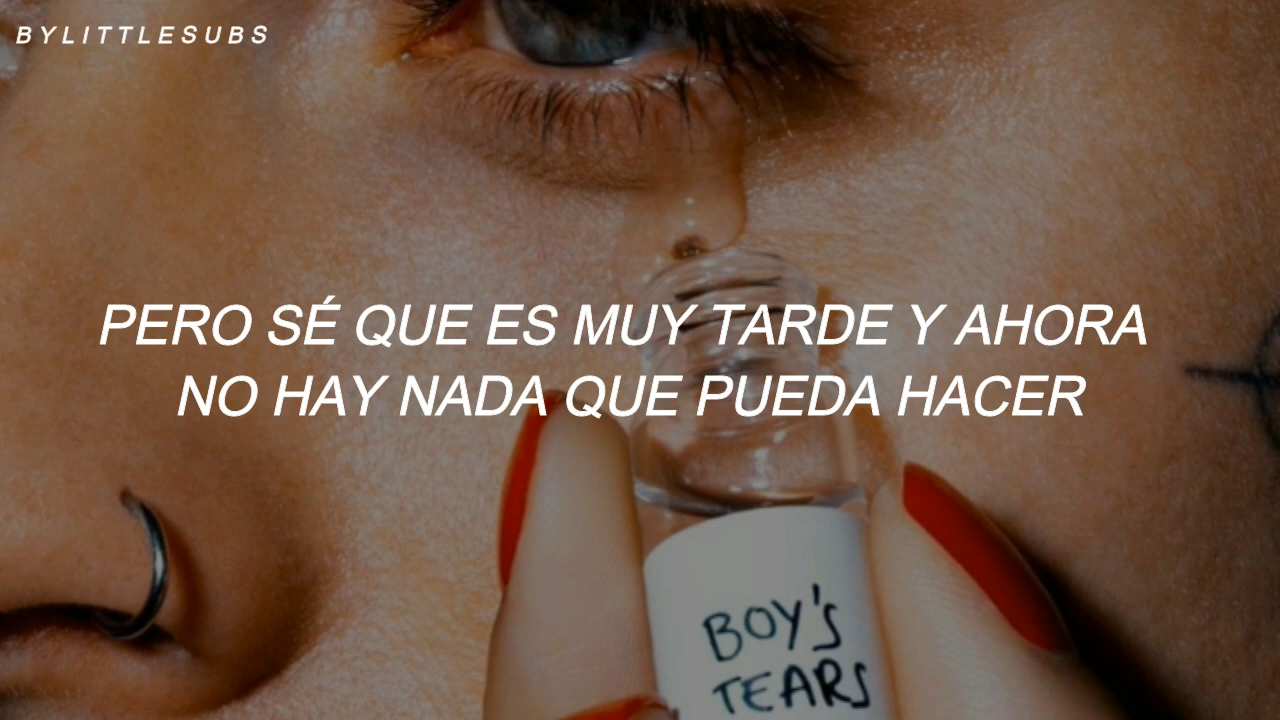 BYLITTLESUBS
PERO SÉ QUE ES MUY TARDE Y AHORA
NO HAY NADA QUE PUEDA HACER
BOY'S
TEARS